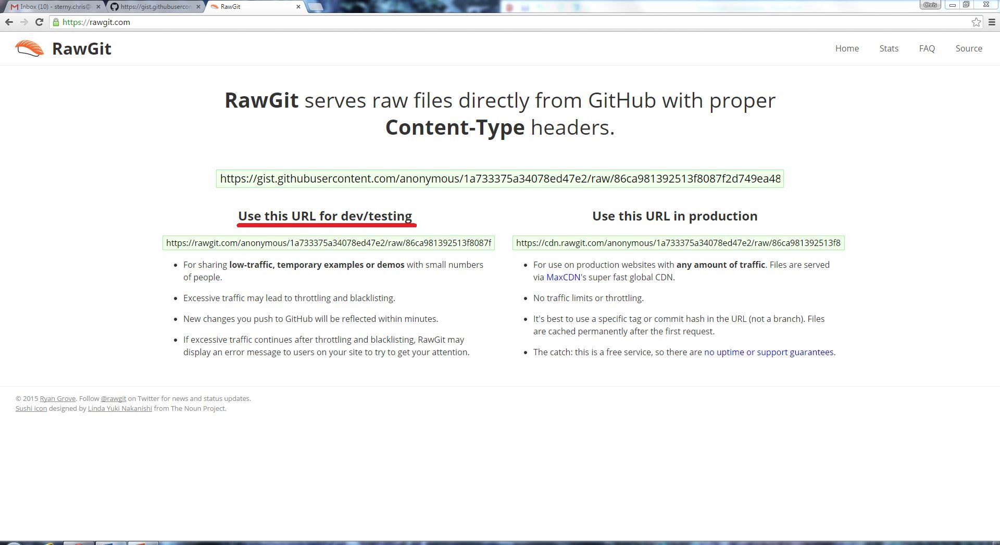 Inbox (10) - sterny.chris@
https://gist.githubusercon
RawGit
Chris
https://rawgit.com
RawGit
Home
Stats
FAQ
Source
RawGit serves raw files directly from GitHub with proper
Content-Type headers.
https://gist.githubusercontent.com/anonymous/1a733375a34078ed47e2/raw/86ca981392513f8087f2d749ea48
Use this URL for dev/testing
https://rawgit.com/anonymous/1a733375a34078ed47e2/raw/86ca981392513f8087f
For sharing low-traffic, temporary examples or demos with small numbers
of people.
Excessive traffic may lead to throttling and blacklisting.
New changes you push to GitHub will be reflected within minutes.
If excessive traffic continues after throttling and blacklisting, RawGit may
display an error message to users on your site to try to get your attention.
Use this URL in production
https://cdn.rawgit.com/anonymous/1a733375a34078ed47e2/raw/86ca981392513f8
For use on production websites with any amount of traffic. Files are served
via MaxCDN's super fast global CDN.
No traffic limits or throttling.
It's best to use a specific tag or commit hash in the URL (not a branch). Files
are cached permanently after the first request.
The catch: this is a free service, so there are no uptime or support guarantees.
© 2015 Ryan Grove. Follow @rawgit on Twitter for news and status updates.
Sushi icon designed by Linda Yuki Nakanishi from The Noun Project.